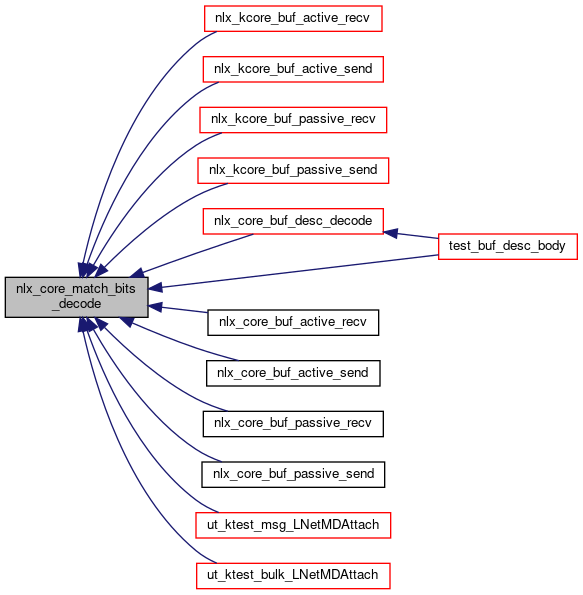 nlx_kcore_buf_active_recv
nlx_kcore_buf_active_send
nlx_kcore_buf_passive_recv
nlx_kcore_buf_passive_send
nlx_core_buf_desc_decode
test_buf_desc_body
nlx_core_match_bits
_decode
nlx_core_buf_active_recv
nlx_core_buf_active_send
nlx_core_buf_passive_recv
nlx_core_buf_passive_send
ut_ktest_msg_LNetMDAttach
ut_ktest_bulk_LNetMDAttach